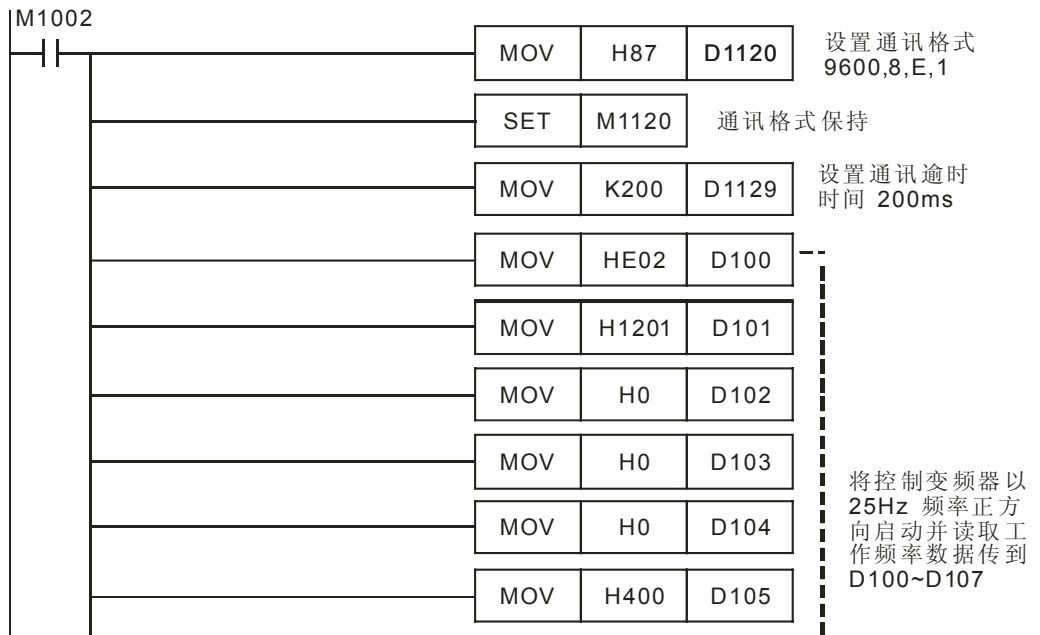 M1002
MOV H87 D1120
设置通讯格式
9600,8,E,1
SET M1120
通讯格式保持
MOV K200 D1129
设置通讯逾时
时间 200ms
MOV HE02 D100
MOV H1201 D101
MOV H0 D102
MOV H0 D103
MOV H0 D104
MOV H400 D105
将控制变频器以
25Hz 频率正方
向启动并读取工
作频率数据传到
D100~D107